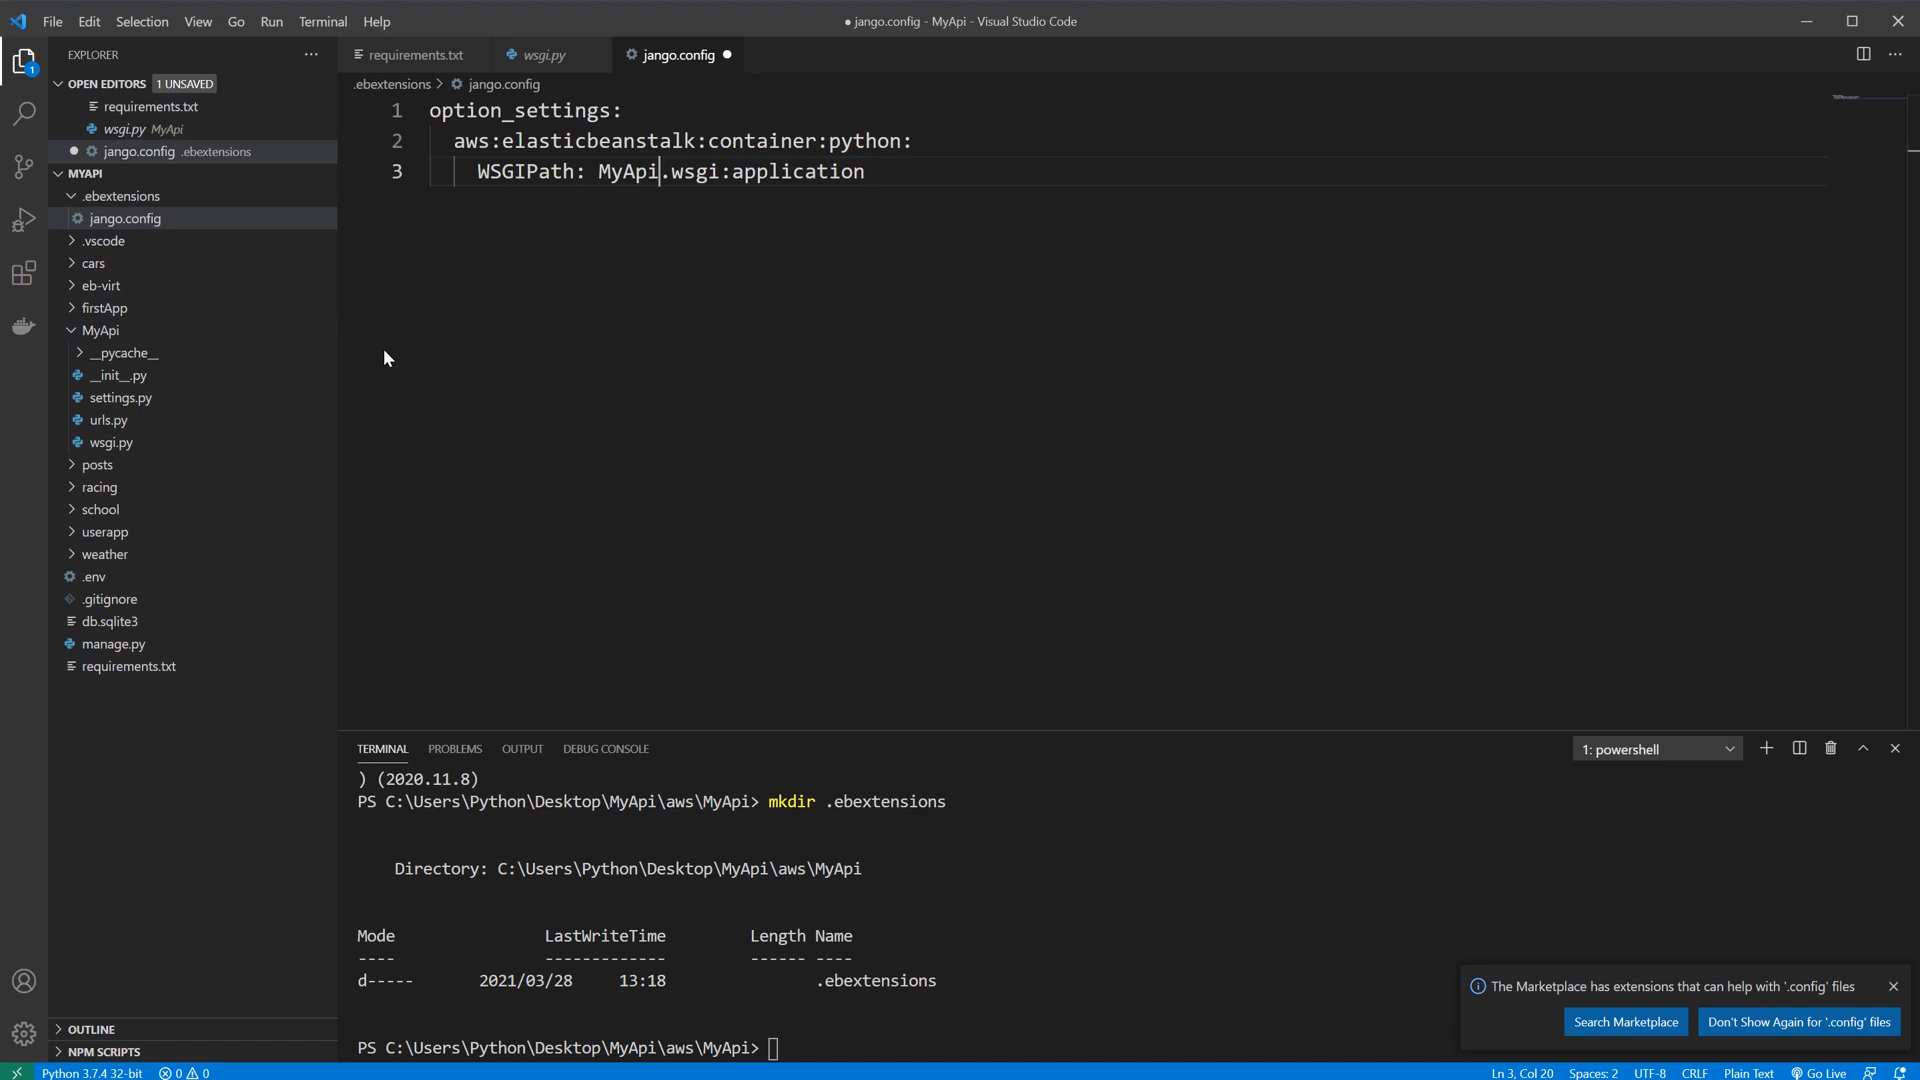 File Edit Selection View Go Run Terminal Help
● jango.config - MyApi - Visual Studio Code
EXPLORER
OPEN EDITORS 1 UNSAVED
requirements.txt
wsgi.py MyApi
jango.config .ebextensions
MYAPI
.ebextensions
jango.config
.vscode
cars
eb-virt
firstApp
MyApi
__pycache__
__init__.py
settings.py
urls.py
wsgi.py
posts
racing
school
userapp
weather
.env
.gitignore
db.sqlite3
manage.py
requirements.txt
OUTLINE
NPM SCRIPTS
1
requirements.txt wsgi.py jango.config
.ebextensions > jango.config
1 option_settings:
2 aws:elasticbeanstalk:container:python:
3 WSGIPath: MyApi.wsgi:application
TERMINAL PROBLEMS OUTPUT DEBUG CONSOLE 1: powershell
) (2020.11.8)
PS C:\Users\Python\Desktop\MyApi\aws\MyApi> mkdir .ebextensions
Directory: C:\Users\Python\Desktop\MyApi\aws\MyApi
Mode LastWriteTime Length Name
---- ------------- ------ ----
d----- 2021/03/28 13:18 .ebextensions
PS C:\Users\Python\Desktop\MyApi\aws\MyApi>
The Marketplace has extensions that can help with '.config' files
Search Marketplace Don't Show Again for '.config' files
Python 3.7.4 32-bit 0 0 Ln 3, Col 20 Spaces: 2 UTF-8 CRLF Plain Text Go Live